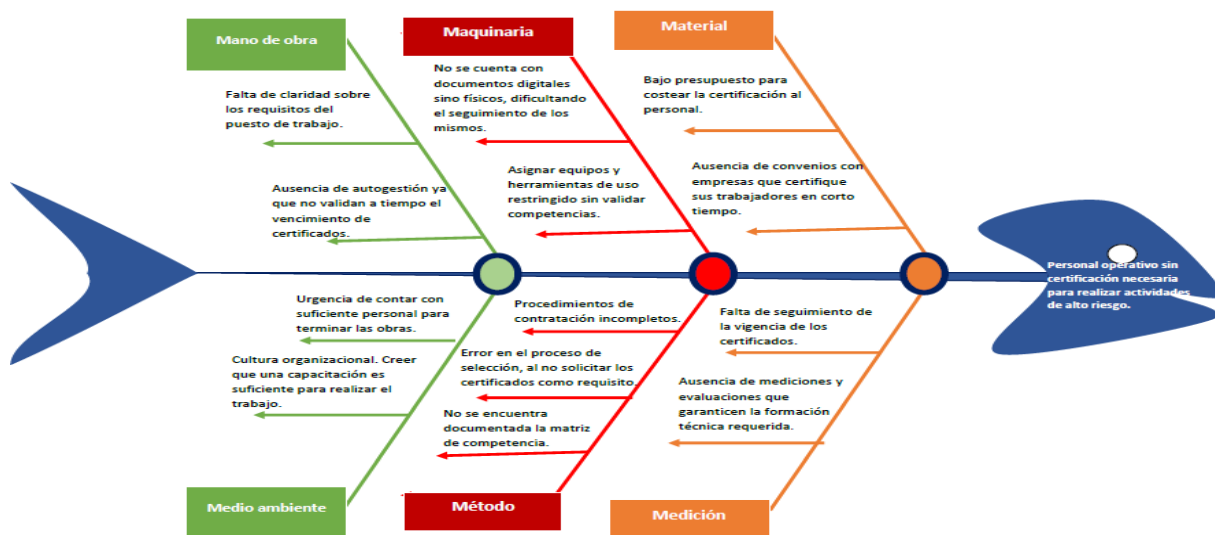 Mano de obra
Maquinaria
Material
Falta de claridad sobre
los requisitos del
puesto de trabajo.
Ausencia de autogestión ya
que no validan a tiempo el
vencimiento de
certificados.
No se cuenta con
documentos digitales
sino físicos, dificultando
el seguimiento de los
mismos.
Asignar equipos y
herramientas de uso
restringido sin validar
competencias.
Bajo presupuesto para
costear la certificación al
personal.
Ausencia de convenios con
empresas que certifique
sus trabajadores en corto
tiempo.
Personal operativo sin
certificación necesaria
para realizar actividades
de alto riesgo.
Urgencia de contar con
suficiente personal para
terminar las obras.
Cultura organizacional. Creer
que una capacitación es
suficiente para realizar el
trabajo.
Procedimientos de
contratación incompletos.
Error en el proceso de
selección, al no solicitar los
certificados como requisito.
No se encuentra
documentada la matriz
de competencia.
Falta de seguimiento de
la vigencia de los
certificados.
Ausencia de mediciones y
evaluaciones que
garanticen la formación
técnica requerida.
Medio ambiente
Método
Medición